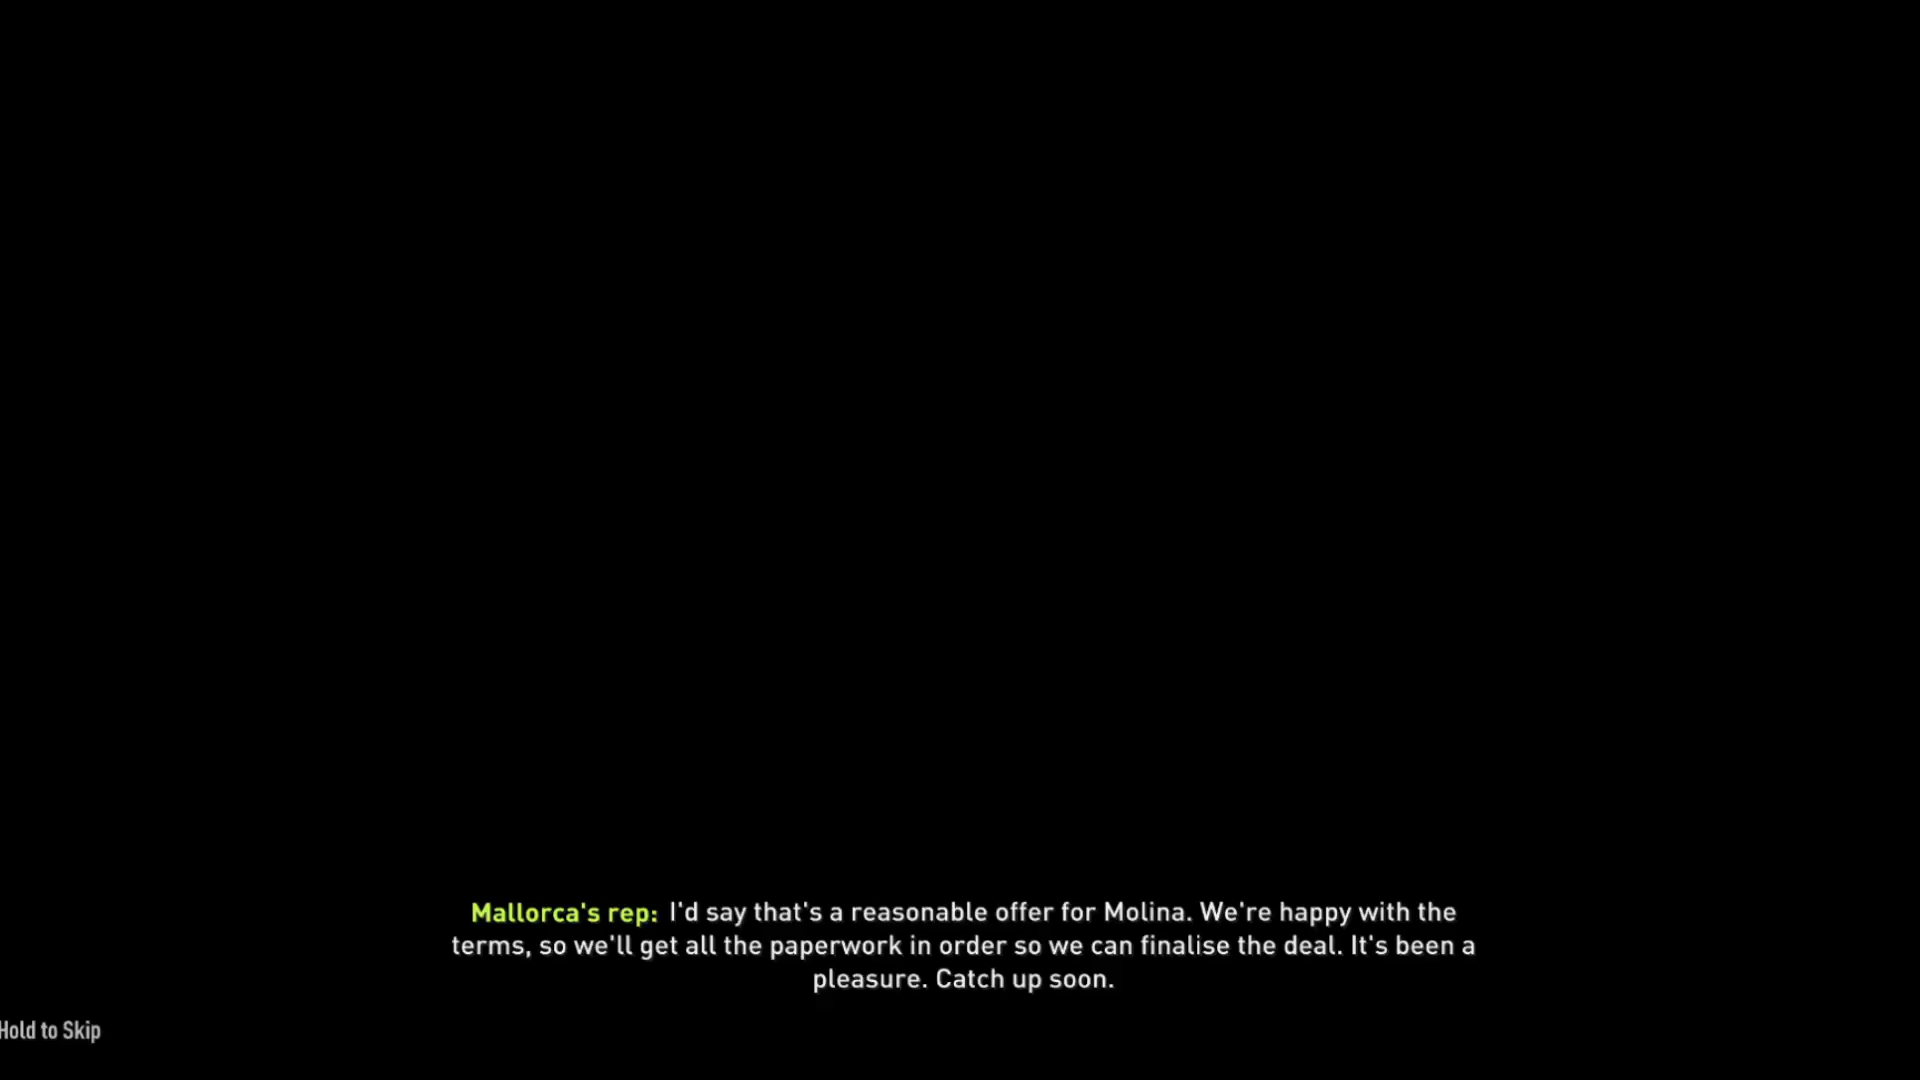 Mallorca's rep: I'd say that's a reasonable offer for Molina. We're happy with the
terms, so we'll get all the paperwork in order so we can finalise the deal. It's been a
pleasure. Catch up soon.
Hold to Skip